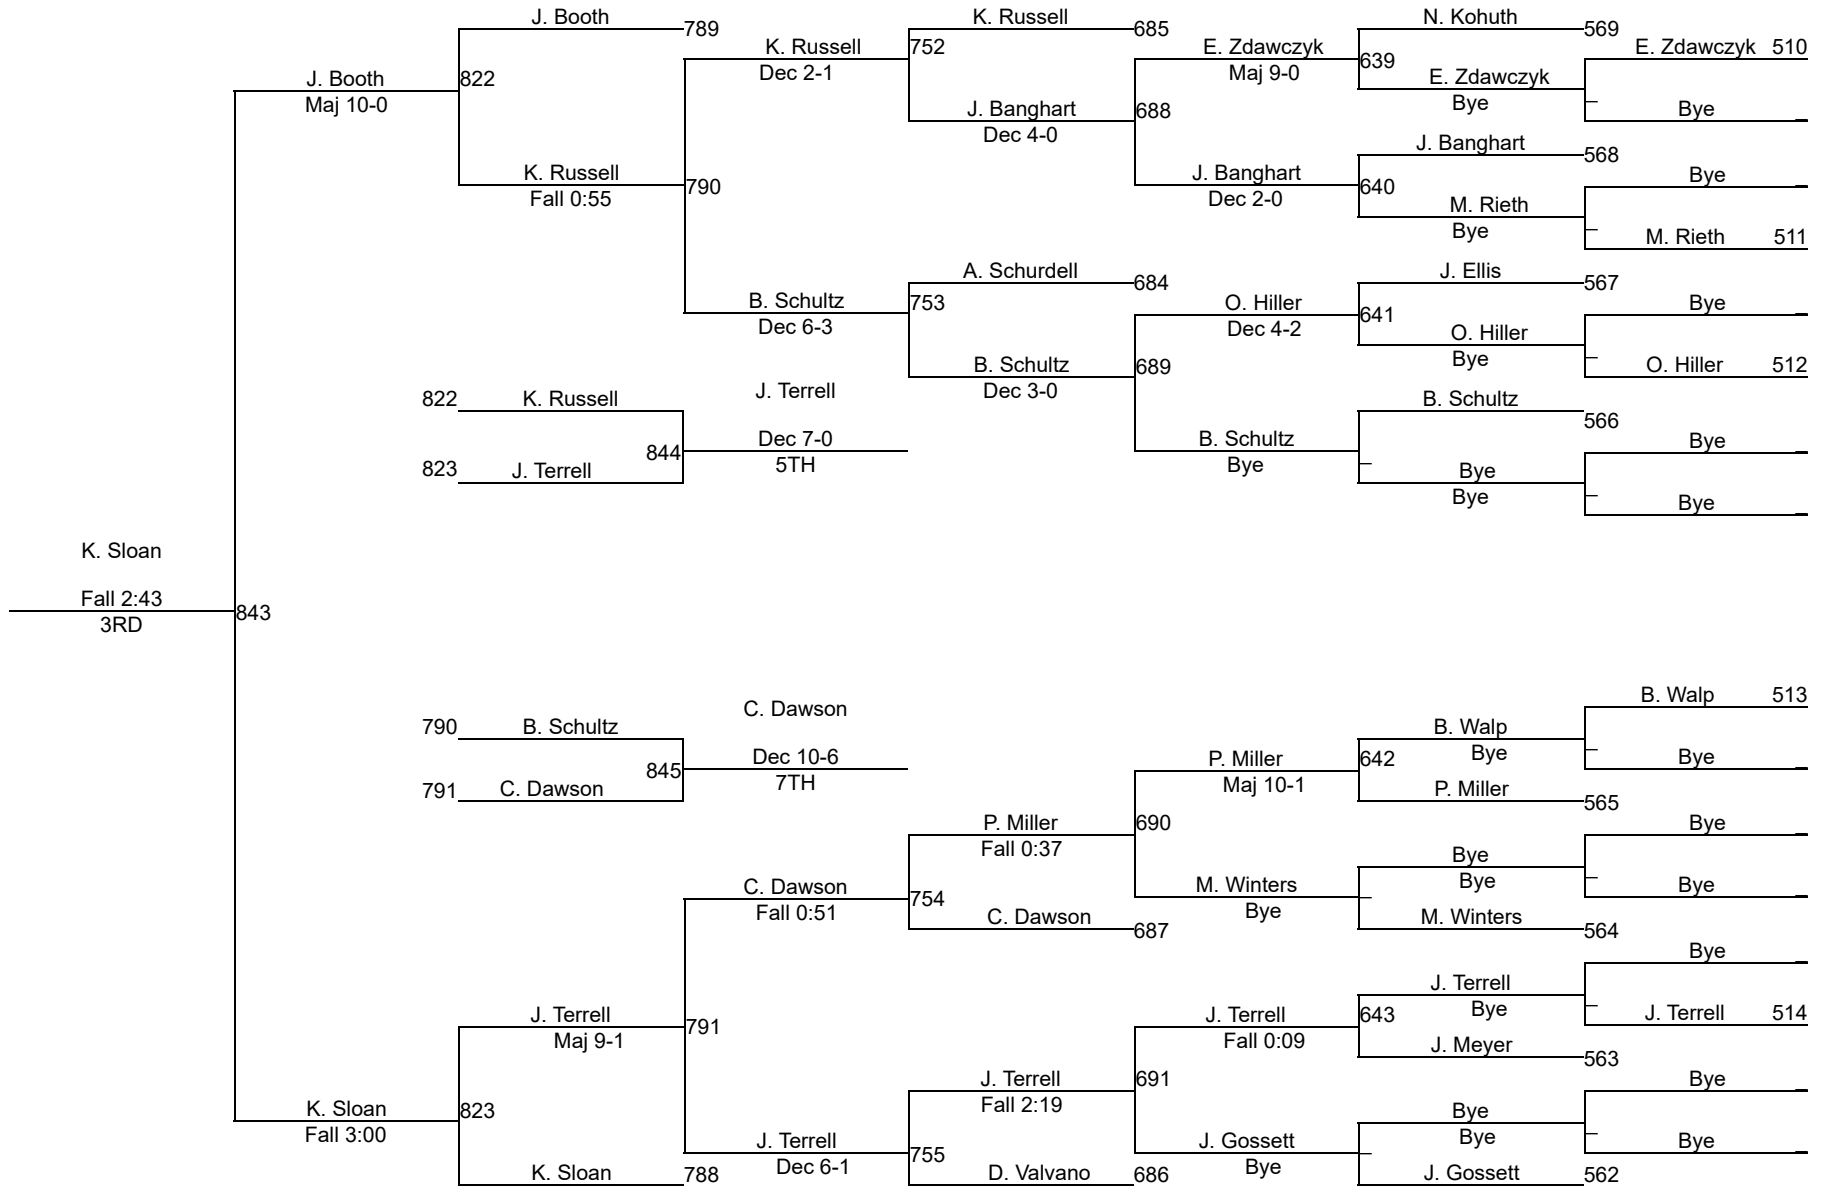 J. Booth
789
K. Russell
685
N. Kohuth
569
K. Russell
Dec 2-1
752
E. Zdawczyk
Maj 9-0
639
E. Zdawczyk 510
J. Booth
Maj 10-0
822
E. Zdawczyk
Bye
J. Banghart
Dec 4-0
688
Bye
J. Banghart
568
K. Russell
Fall 0:55
790
J. Banghart
Dec 2-0
640
Bye
M. Rieth
Bye
M. Rieth 511
A. Schurdell
684
J. Ellis
567
B. Schultz
Dec 6-3
753
O. Hiller
Dec 4-2
641
Bye
O. Hiller
Bye
B. Schultz
Dec 3-0
689
O. Hiller 512
822 K. Russell
J. Terrell
B. Schultz
566
844
Dec 7-0
5TH
B. Schultz
Bye
Bye
823 J. Terrell
Bye
Bye
Bye
K. Sloan
Fall 2:43
3RD
843
B. Walp 513
C. Dawson
790 B. Schultz
B. Walp
Bye
845
Dec 10-6
7TH
P. Miller
Maj 10-1
642
Bye
791 C. Dawson
P. Miller
565
P. Miller
Fall 0:37
690
Bye
Bye
Bye
C. Dawson
Fall 0:51
754
M. Winters
Bye
Bye
C. Dawson
687
M. Winters
564
Bye
J. Terrell
Bye
J. Terrell
Maj 9-1
791
J. Terrell
Fall 0:09
643
J. Terrell 514
J. Meyer
563
J. Terrell
Fall 2:19
691
Bye
K. Sloan
Fall 3:00
823
Bye
Bye
J. Terrell
Dec 6-1
755
J. Gossett
Bye
Bye
K. Sloan
788
D. Valvano
686
J. Gossett
562